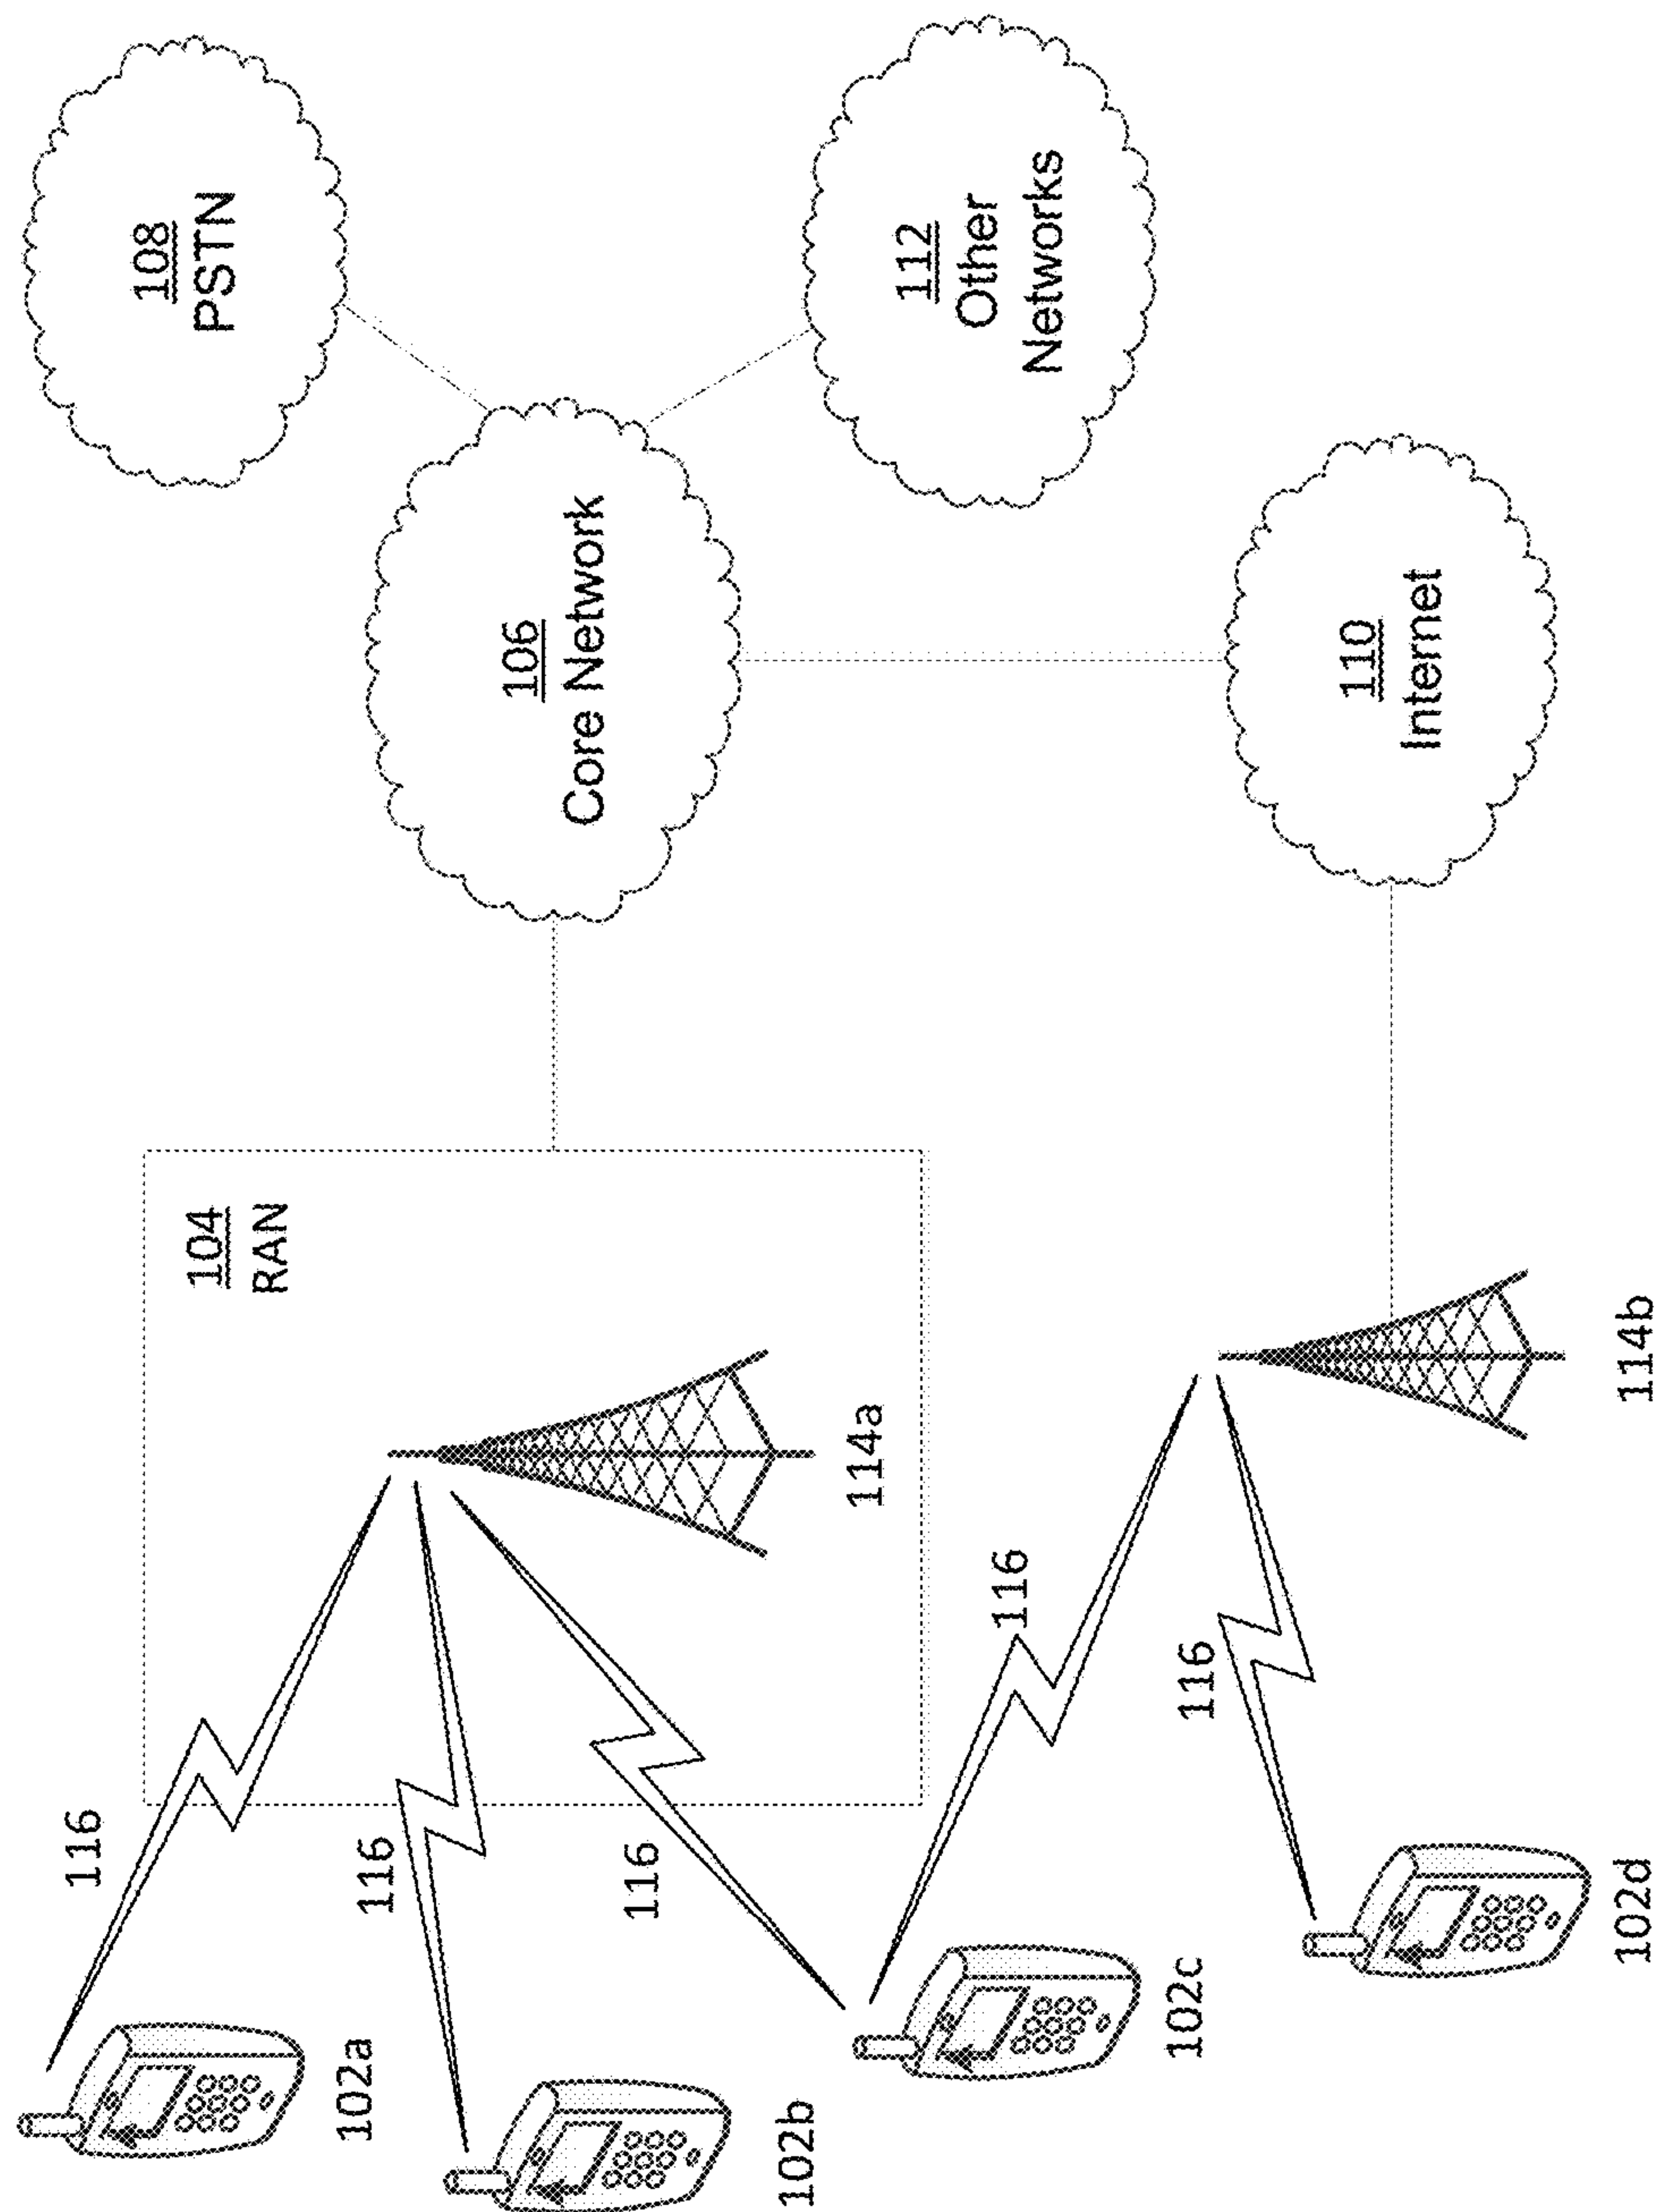 108
PSTN
106
Core Network
112
Other
Networks
104
RAN
110
Internet
114a
114b
116
116
116
116
116
102a
102b
102c
102d